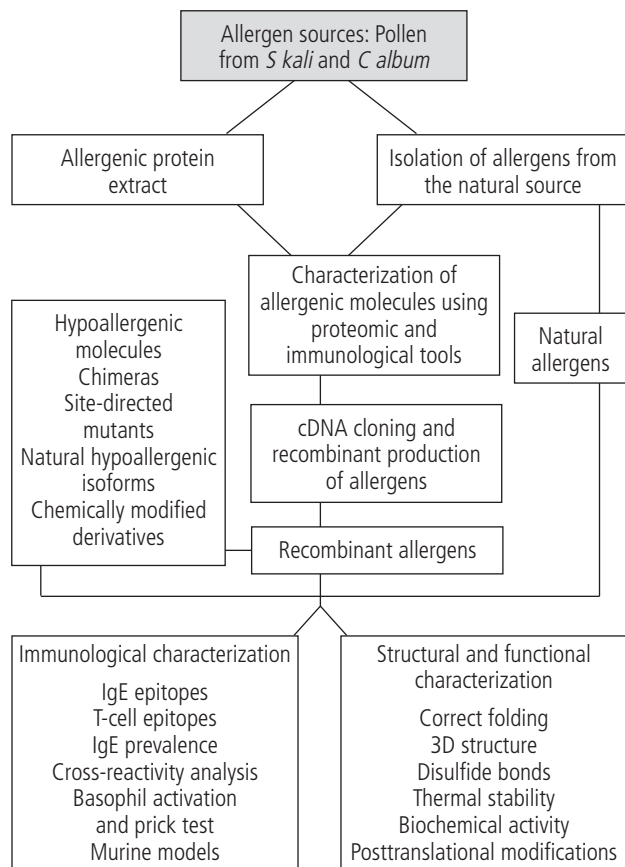 Allergen sources: Pollen
from S kali and C album
Allergenic protein
extract
Isolation of allergens from
the natural source
Characterization of
allergenic molecules using
proteomic and
immunological tools
Hypoallergenic
molecules
Chimeras
Site-directed
mutants
Natural hypoallergenic
isoforms
Chemically modified
derivatives
Natural
allergens
cDNA cloning and
recombinant production
of allergens
Recombinant allergens
Immunological characterization
IgE epitopes
T-cell epitopes
IgE prevalence
Cross-reactivity analysis
Basophil activation
and prick test
Murine models
Structural and functional
characterization
Correct folding
3D structure
Disulfide bonds
Thermal stability
Biochemical activity
Posttranslational modifications